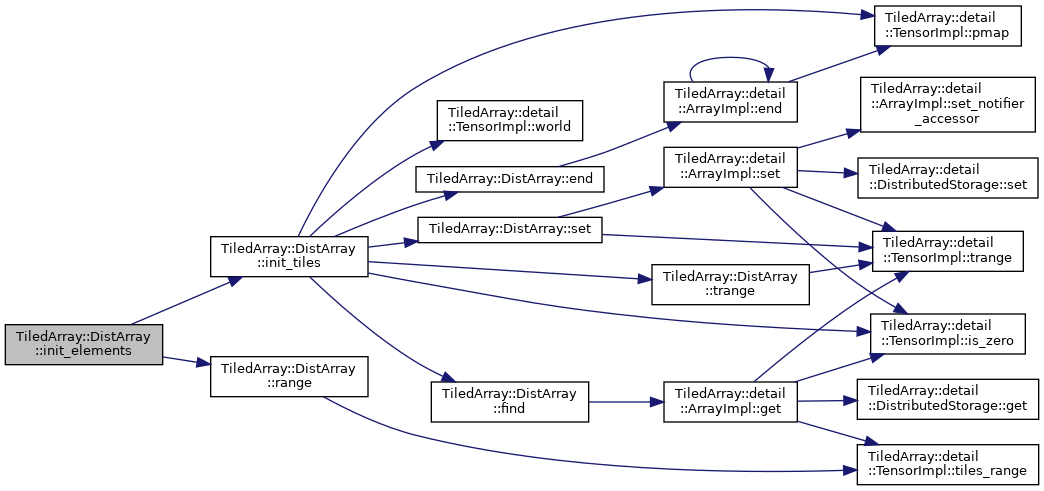 TiledArray::DistArray
::init_elements
TiledArray::DistArray
::init_tiles
TiledArray::DistArray
::range
TiledArray::detail
::TensorImpl::world
TiledArray::DistArray::end
TiledArray::DistArray::set
TiledArray::DistArray
::trange
TiledArray::DistArray
::find
TiledArray::detail
::ArrayImpl::end
TiledArray::detail
::ArrayImpl::set
TiledArray::detail
::ArrayImpl::get
TiledArray::detail
::TensorImpl::pmap
TiledArray::detail
::ArrayImpl::set_notifier
_accessor
TiledArray::detail
::DistributedStorage::set
TiledArray::detail
::TensorImpl::trange
TiledArray::detail
::TensorImpl::is_zero
TiledArray::detail
::DistributedStorage::get
TiledArray::detail
::TensorImpl::tiles_range